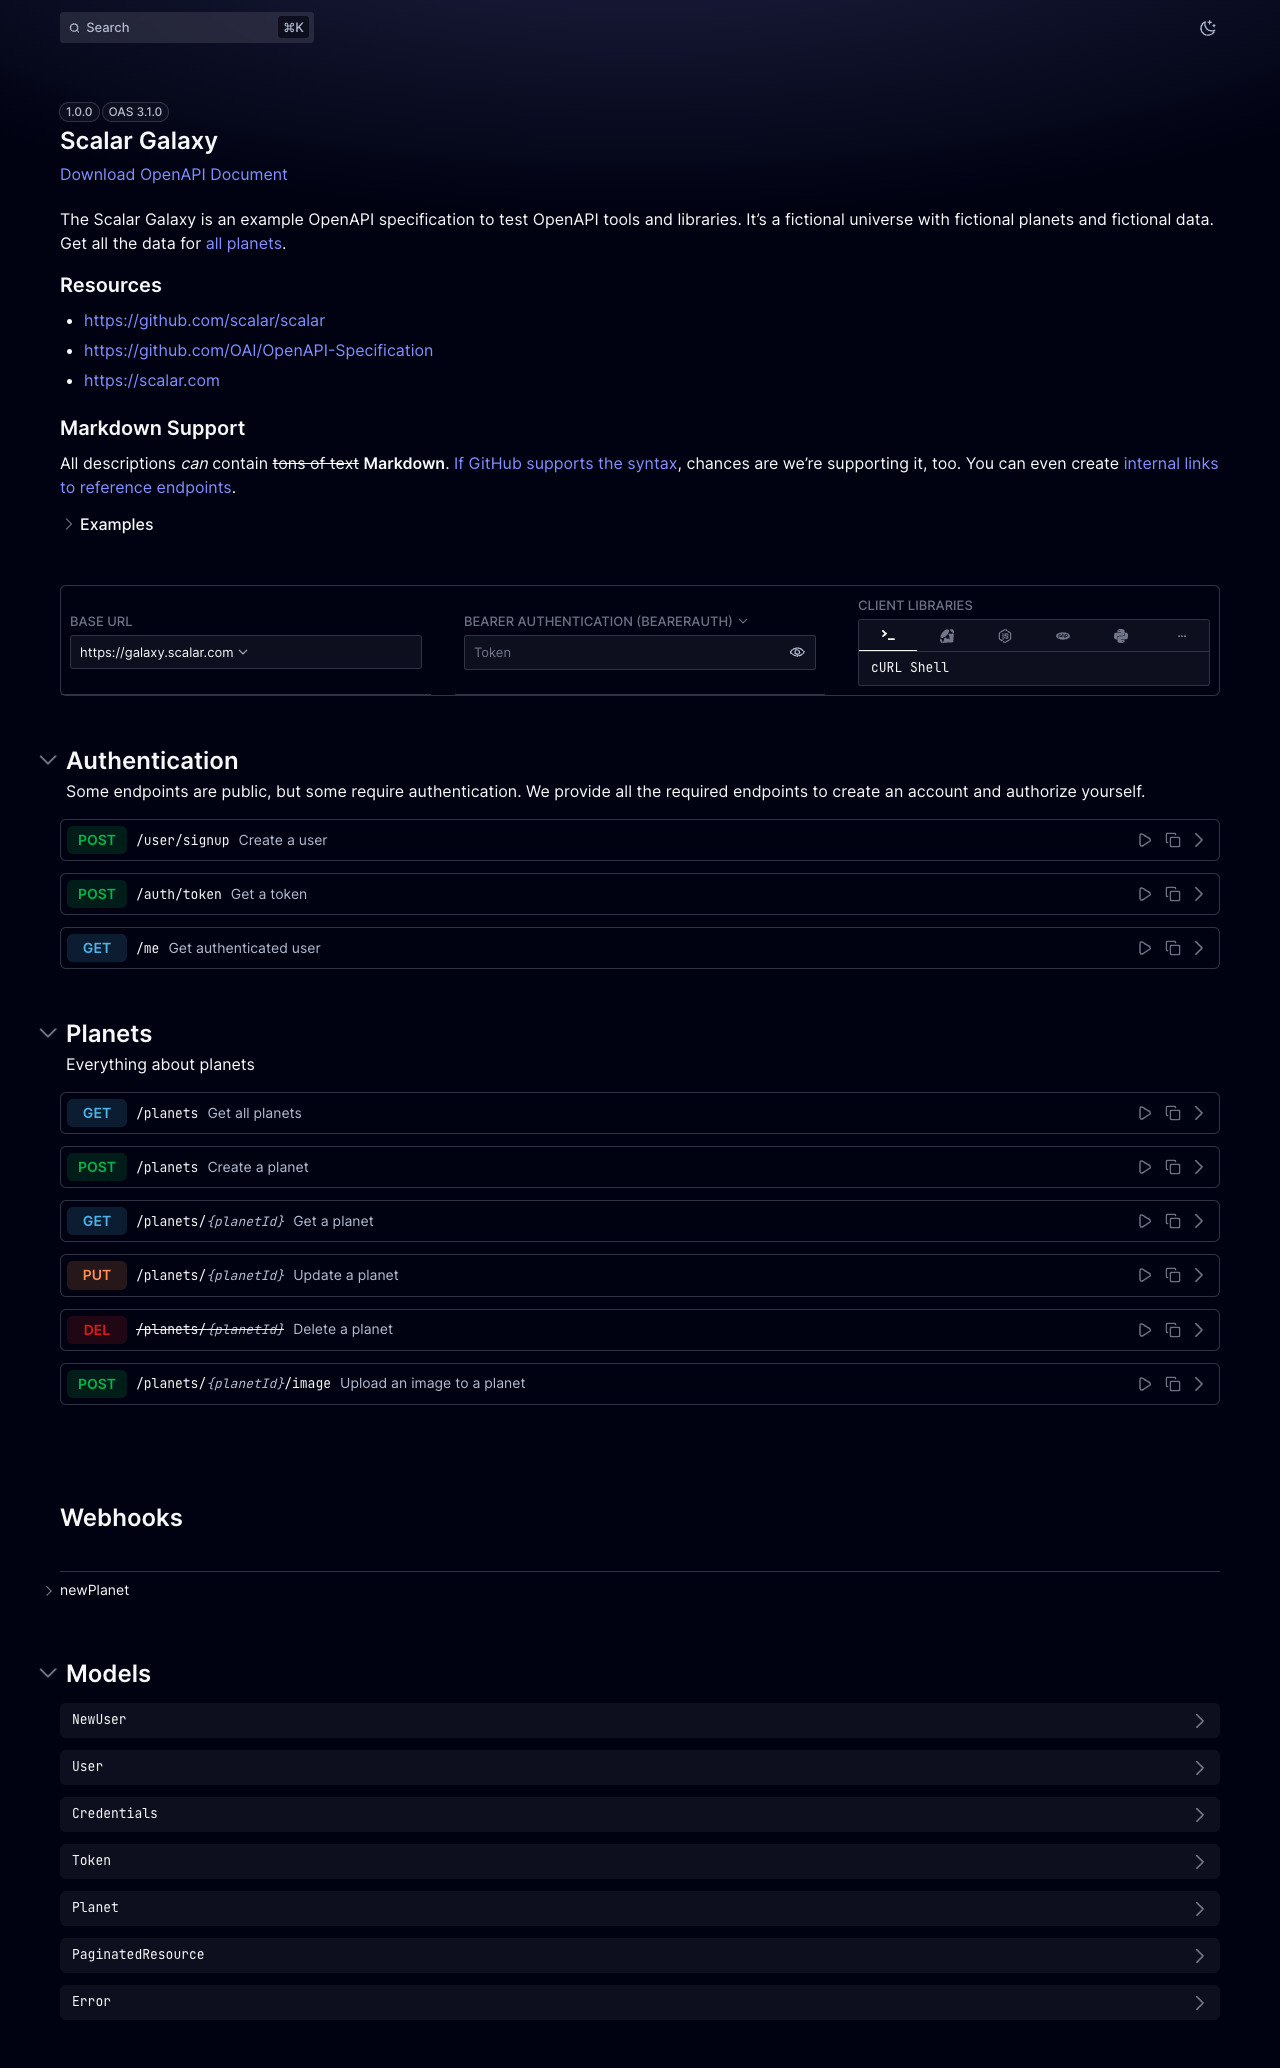 Search ⌘K
1.0.0 OAS 3.1.0
Scalar Galaxy
Download OpenAPI Document
The Scalar Galaxy is an example OpenAPI specification to test OpenAPI tools and libraries. It’s a fictional universe with fictional planets and fictional data.
Get all the data for all planets.
Resources
• https://github.com/scalar/scalar
• https://github.com/OAI/OpenAPI-Specification
• https://scalar.com
Markdown Support
All descriptions can contain tons of text Markdown. If GitHub supports the syntax, chances are we’re supporting it, too. You can even create internal links
to reference endpoints.
Examples
BASE URL
https://galaxy.scalar.com
BEARER AUTHENTICATION (BEARERAUTH)
Token
CLIENT LIBRARIES
cURL Shell
Authentication
Some endpoints are public, but some require authentication. We provide all the required endpoints to create an account and authorize yourself.
POST /user/signup Create a user
POST /auth/token Get a token
GET /me Get authenticated user
Planets
Everything about planets
GET /planets Get all planets
POST /planets Create a planet
GET /planets/{planetId} Get a planet
PUT /planets/{planetId} Update a planet
DEL /planets/{planetId} Delete a planet
POST /planets/{planetId}/image Upload an image to a planet
Webhooks
newPlanet
Models
NewUser
User
Credentials
Token
Planet
PaginatedResource
Error